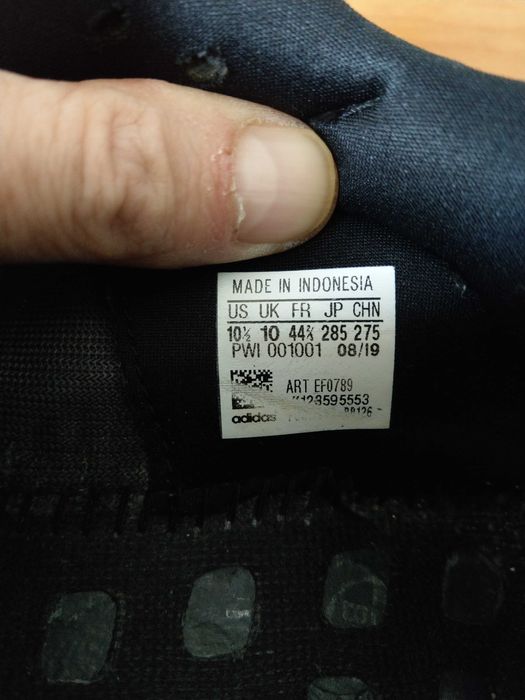 MADE IN INDONESIA
US UK FR JP CHN
10½ 10 44⅔ 285 275
PWI 001001 08/19
ART EF0789
123595553
adidas